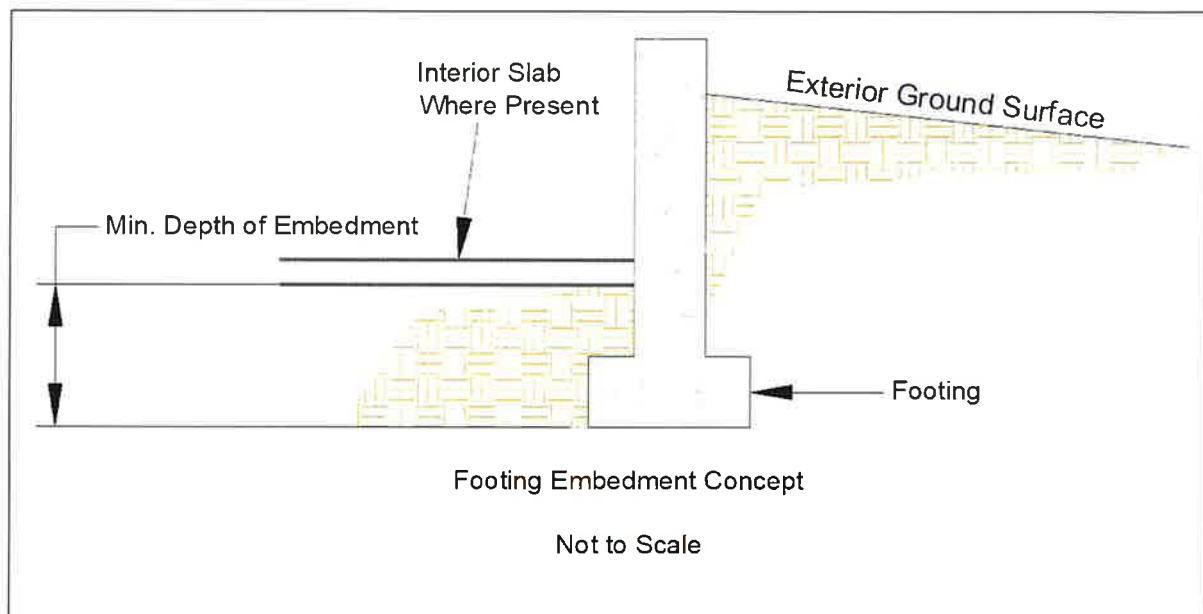 Interior Slab
Where Present
Exterior Ground Surface
Min. Depth of Embedment
Footing
Footing Embedment Concept
Not to Scale